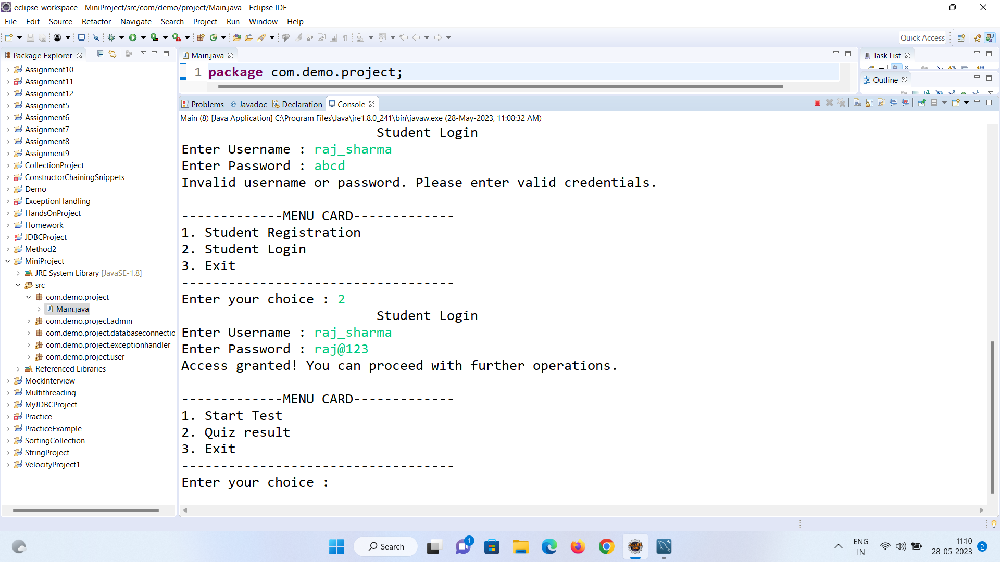 eclipse-workspace - MiniProject/src/com/demo/project/Main.java - Eclipse IDE
File Edit Source Refactor Navigate Search Project Run Window Help
Quick Access
Package Explorer
Assignment10
Assignment11
Assignment12
Assignment5
Assignment6
Assignment7
Assignment8
Assignment9
CollectionProject
ConstructorChainingSnippets
Demo
ExceptionHandling
HandsOnProject
Homework
JDBCProject
Method2
MiniProject
JRE System Library [JavaSE-1.8]
src
com.demo.project
Main.java
com.demo.project.admin
com.demo.project.databaseconnectio
com.demo.project.exceptionhandler
com.demo.project.user
Referenced Libraries
MockInterview
Multithreading
MyJDBCProject
Practice
PracticeExample
SortingCollection
StringProject
VelocityProject1
Main.java
1 package com.demo.project;
Task List
Outline
Problems Javadoc Declaration Console
Main (8) [Java Application] C:\Program Files\Java\jre1.8.0_241\bin\javaw.exe (28-May-2023, 11:08:32 AM)
Student Login
Enter Username : raj_sharma
Enter Password : abcd
Invalid username or password. Please enter valid credentials.
-------------MENU CARD-------------
1. Student Registration
2. Student Login
3. Exit
-----------------------------------
Enter your choice : 2
Student Login
Enter Username : raj_sharma
Enter Password : raj@123
Access granted! You can proceed with further operations.
-------------MENU CARD-------------
1. Start Test
2. Quiz result
3. Exit
-----------------------------------
Enter your choice :
Search
1
ENG
IN
11:10
28-05-2023
2